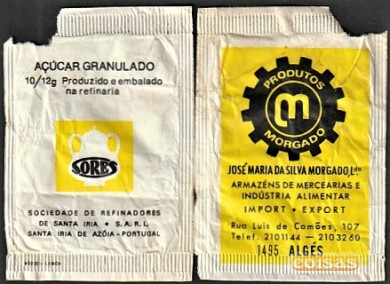 AÇÚCAR GRANULADO
10/12g Produzido e embalado
na refinaria
SORES
SOCIEDADE DE REFINADORES
DE SANTA IRIA • S.A.R.L.
SANTA IRIA DE AZÓIA - PORTUGAL
PRODUTOS
m
MORGADO
JOSÉ MARIA DA SILVA MORGADO, Lda
ARMAZÉNS DE MERCEARIAS E
INDÚSTRIA ALIMENTAR
IMPORT • EXPORT
Rua Luis de Camões, 107
Telef. 2101144 — 2103260
1495 ALGÉS
coisas